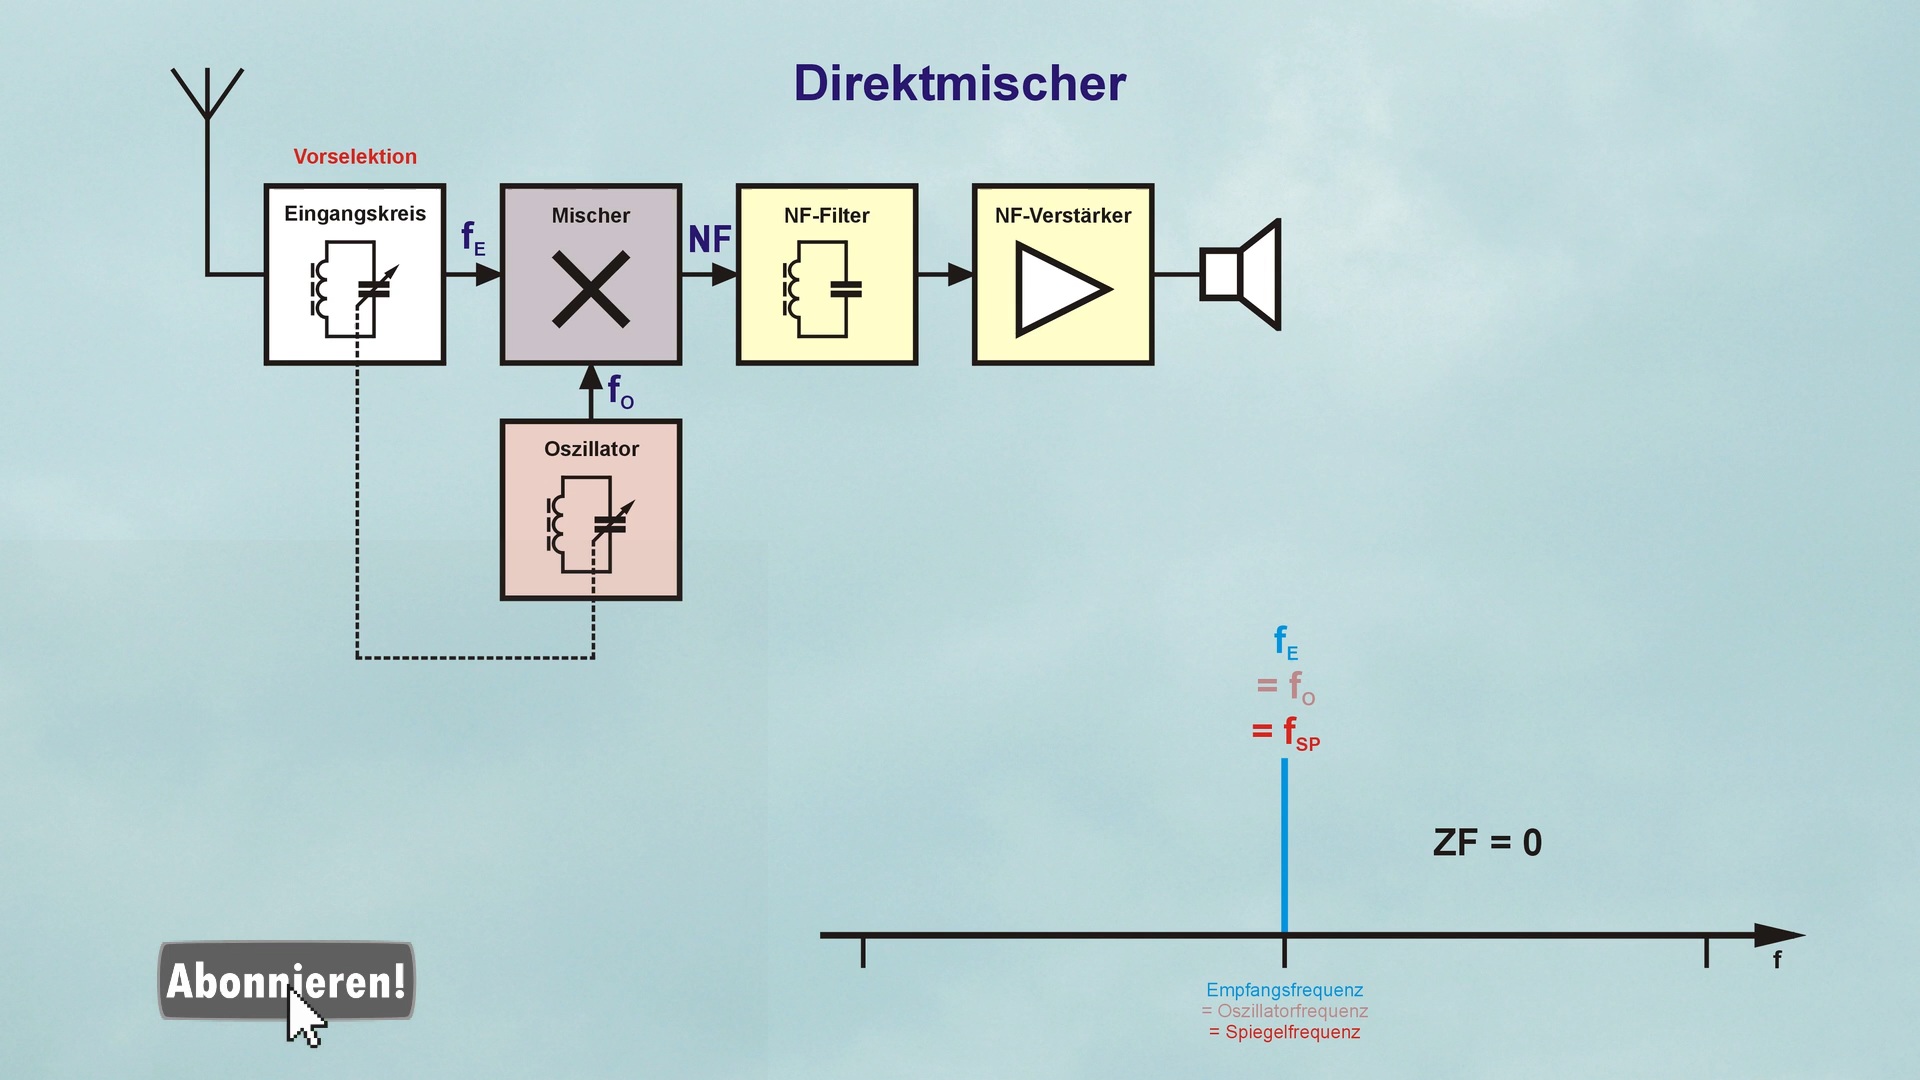 Direktmischer
Vorselektion
Eingangskreis
fE
Mischer
NF
NF-Filter
NF-Verstärker
fO
Oszillator
fE
= fO
= fSP
ZF = 0
f
Empfangsfrequenz
= Oszillatorfrequenz
= Spiegelfrequenz
Abonnieren!